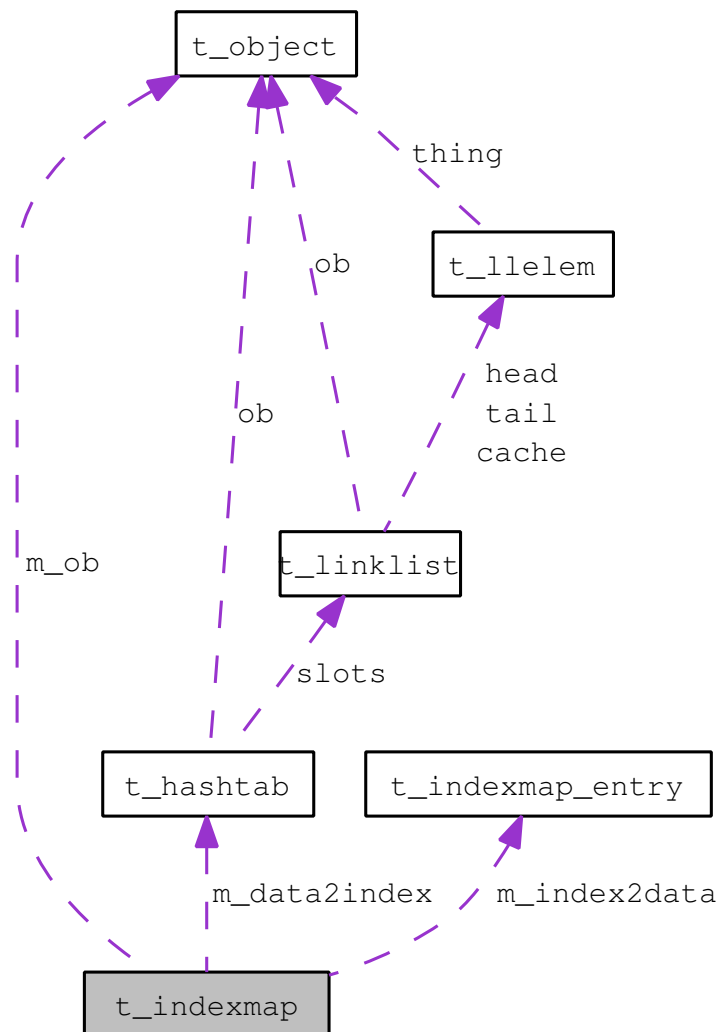 t_object
thing
ob
t_llelem
head
tail
cache
ob
t_linklist
m_ob
slots
t_hashtab
t_indexmap_entry
m_data2index
m_index2data
t_indexmap